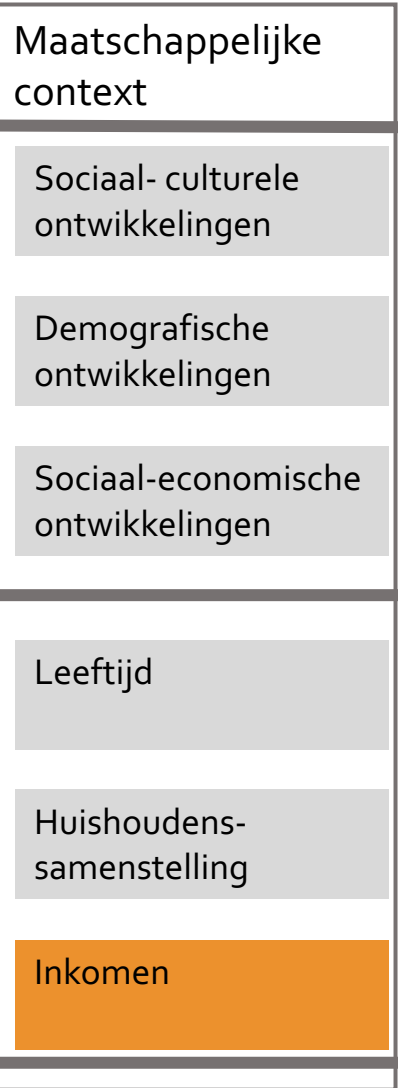 Maatschappelijke
context
Sociaal- culturele
ontwikkelingen
Demografische
ontwikkelingen
Sociaal-economische
ontwikkelingen
Leeftijd
Huishoudens-
samenstelling
Inkomen